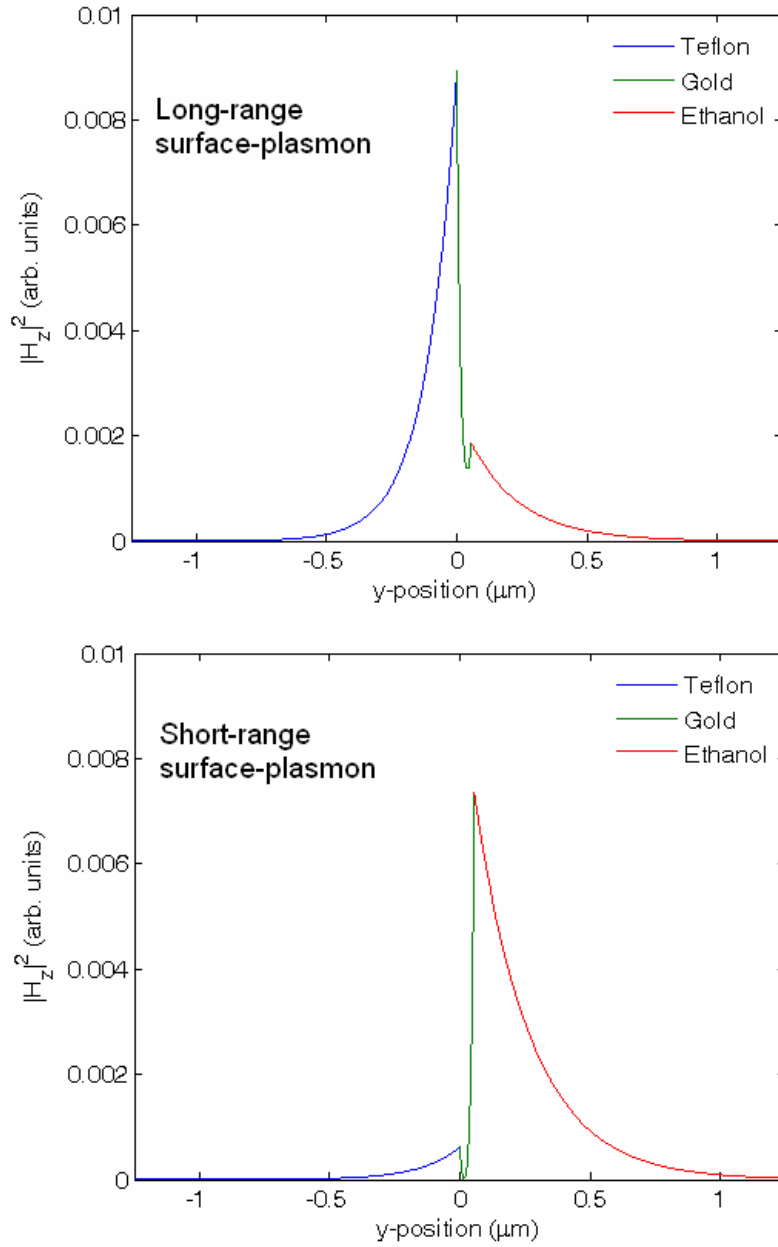 0.01
0.008
0.006
0.004
0.002
0
-1
-0.5
0
0.5
1
|H_z|^2 (arb. units)
y-position (μm)
Long-range
surface-plasmon
Teflon
Gold
Ethanol
0.01
0.008
0.006
0.004
0.002
0
-1
-0.5
0
0.5
1
|H_z|^2 (arb. units)
y-position (μm)
Short-range
surface-plasmon
Teflon
Gold
Ethanol